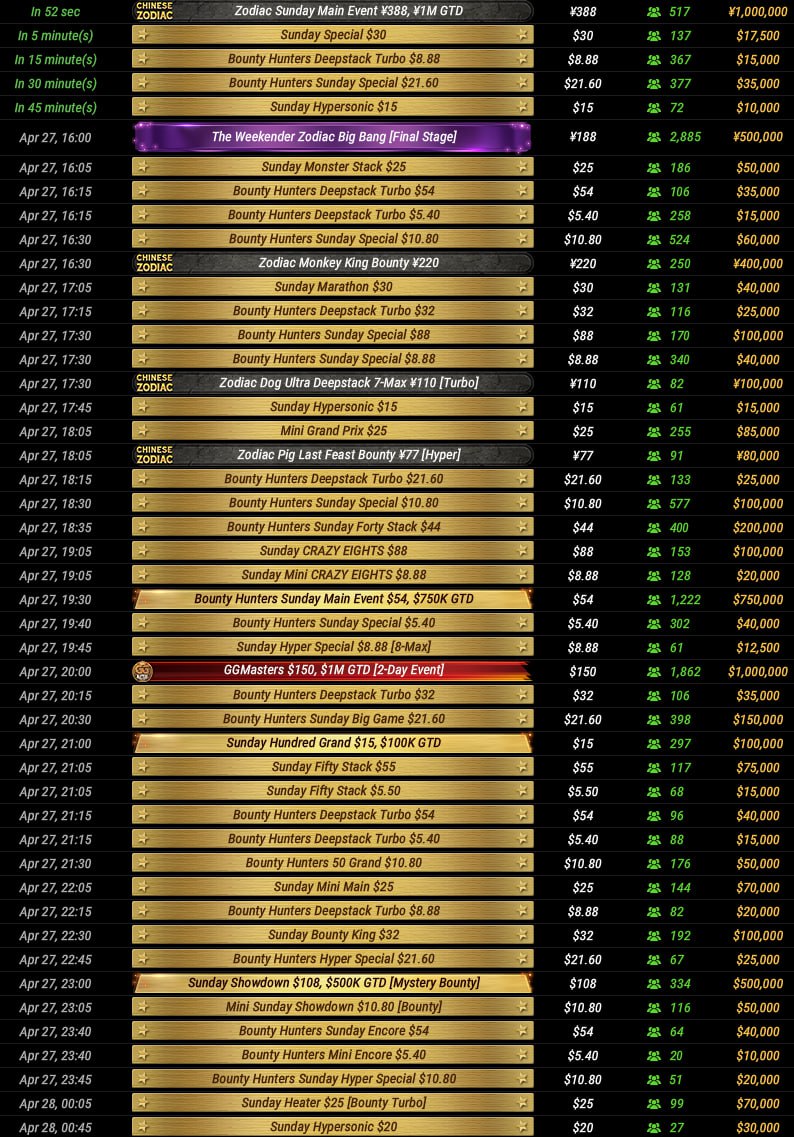 In 52 sec CHINESE ZODIAC Zodiac Sunday Main Event ¥388, ¥1M GTD ¥388 517 ¥1,000,000
In 5 minute(s) Sunday Special $30 $30 137 $17,500
In 15 minute(s) Bounty Hunters Deepstack Turbo $8.88 $8.88 367 $15,000
In 30 minute(s) Bounty Hunters Sunday Special $21.60 $21.60 377 $35,000
In 45 minute(s) Sunday Hypersonic $15 $15 72 $10,000
Apr 27, 16:00 The Weekender Zodiac Big Bang [Final Stage] ¥188 2,885 ¥500,000
Apr 27, 16:05 Sunday Monster Stack $25 $25 186 $50,000
Apr 27, 16:15 Bounty Hunters Deepstack Turbo $54 $54 106 $35,000
Apr 27, 16:15 Bounty Hunters Deepstack Turbo $5.40 $5.40 258 $15,000
Apr 27, 16:30 Bounty Hunters Sunday Special $10.80 $10.80 524 $60,000
Apr 27, 16:30 CHINESE ZODIAC Zodiac Monkey King Bounty ¥220 ¥220 250 ¥400,000
Apr 27, 17:05 Sunday Marathon $30 $30 131 $40,000
Apr 27, 17:15 Bounty Hunters Deepstack Turbo $32 $32 116 $25,000
Apr 27, 17:30 Bounty Hunters Sunday Special $88 $88 170 $100,000
Apr 27, 17:30 Bounty Hunters Sunday Special $8.88 $8.88 340 $40,000
Apr 27, 17:30 CHINESE ZODIAC Zodiac Dog Ultra Deepstack 7-Max ¥110 [Turbo] ¥110 82 ¥100,000
Apr 27, 17:45 Sunday Hypersonic $15 $15 61 $15,000
Apr 27, 18:05 Mini Grand Prix $25 $25 255 $85,000
Apr 27, 18:05 CHINESE ZODIAC Zodiac Pig Last Feast Bounty ¥77 [Hyper] ¥77 91 ¥80,000
Apr 27, 18:15 Bounty Hunters Deepstack Turbo $21.60 $21.60 133 $25,000
Apr 27, 18:30 Bounty Hunters Sunday Special $10.80 $10.80 577 $100,000
Apr 27, 18:35 Bounty Hunters Sunday Forty Stack $44 $44 400 $200,000
Apr 27, 19:05 Sunday CRAZY EIGHTS $88 $88 153 $100,000
Apr 27, 19:05 Sunday Mini CRAZY EIGHTS $8.88 $8.88 128 $20,000
Apr 27, 19:30 Bounty Hunters Sunday Main Event $54, $750K GTD $54 1,222 $750,000
Apr 27, 19:40 Bounty Hunters Sunday Special $5.40 $5.40 302 $40,000
Apr 27, 19:45 Sunday Hyper Special $8.88 [8-Max] $8.88 61 $12,500
Apr 27, 20:00 GGMasters $150, $1M GTD [2-Day Event] $150 1,862 $1,000,000
Apr 27, 20:15 Bounty Hunters Deepstack Turbo $32 $32 106 $35,000
Apr 27, 20:30 Bounty Hunters Sunday Big Game $21.60 $21.60 398 $150,000
Apr 27, 21:00 Sunday Hundred Grand $15, $100K GTD $15 297 $100,000
Apr 27, 21:05 Sunday Fifty Stack $55 $55 117 $75,000
Apr 27, 21:05 Sunday Fifty Stack $5.50 $5.50 68 $15,000
Apr 27, 21:15 Bounty Hunters Deepstack Turbo $54 $54 96 $40,000
Apr 27, 21:15 Bounty Hunters Deepstack Turbo $5.40 $5.40 88 $15,000
Apr 27, 21:30 Bounty Hunters 50 Grand $10.80 $10.80 176 $50,000
Apr 27, 22:05 Sunday Mini Main $25 $25 144 $70,000
Apr 27, 22:15 Bounty Hunters Deepstack Turbo $8.88 $8.88 82 $20,000
Apr 27, 22:30 Sunday Bounty King $32 $32 192 $100,000
Apr 27, 22:45 Bounty Hunters Hyper Special $21.60 $21.60 67 $25,000
Apr 27, 23:00 Sunday Showdown $108, $500K GTD [Mystery Bounty] $108 334 $500,000
Apr 27, 23:05 Mini Sunday Showdown $10.80 [Bounty] $10.80 116 $50,000
Apr 27, 23:40 Bounty Hunters Sunday Encore $54 $54 64 $40,000
Apr 27, 23:40 Bounty Hunters Mini Encore $5.40 $5.40 20 $10,000
Apr 27, 23:45 Bounty Hunters Sunday Hyper Special $10.80 $10.80 51 $20,000
Apr 28, 00:05 Sunday Heater $25 [Bounty Turbo] $25 99 $70,000
Apr 28, 00:45 Sunday Hypersonic $20 $20 27 $30,000